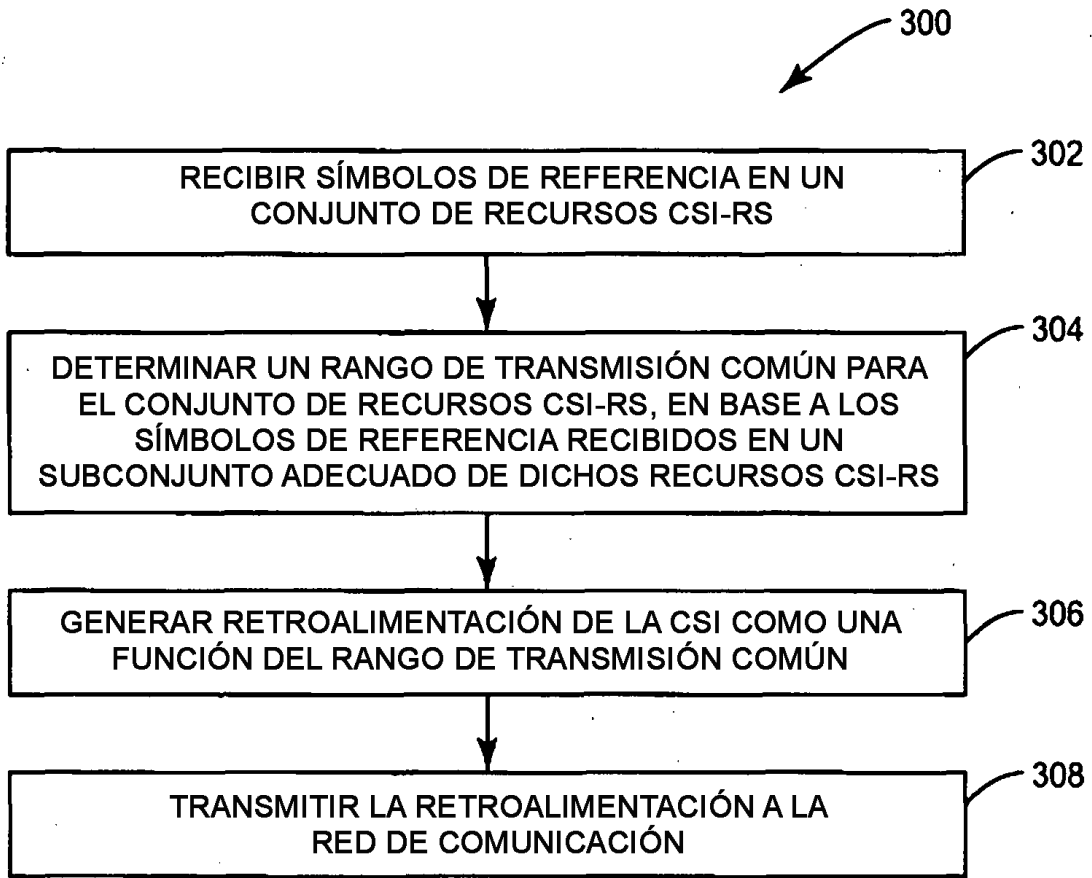 300
302
RECIBIR SÍMBOLOS DE REFERENCIA EN UN
CONJUNTO DE RECURSOS CSI-RS
304
DETERMINAR UN RANGO DE TRANSMISIÓN COMÚN PARA
EL CONJUNTO DE RECURSOS CSI-RS, EN BASE A LOS
SÍMBOLOS DE REFERENCIA RECIBIDOS EN UN
SUBCONJUNTO ADECUADO DE DICHOS RECURSOS CSI-RS
306
GENERAR RETROALIMENTACIÓN DE LA CSI COMO UNA
FUNCIÓN DEL RANGO DE TRANSMISIÓN COMÚN
308
TRANSMITIR LA RETROALIMENTACIÓN A LA
RED DE COMUNICACIÓN